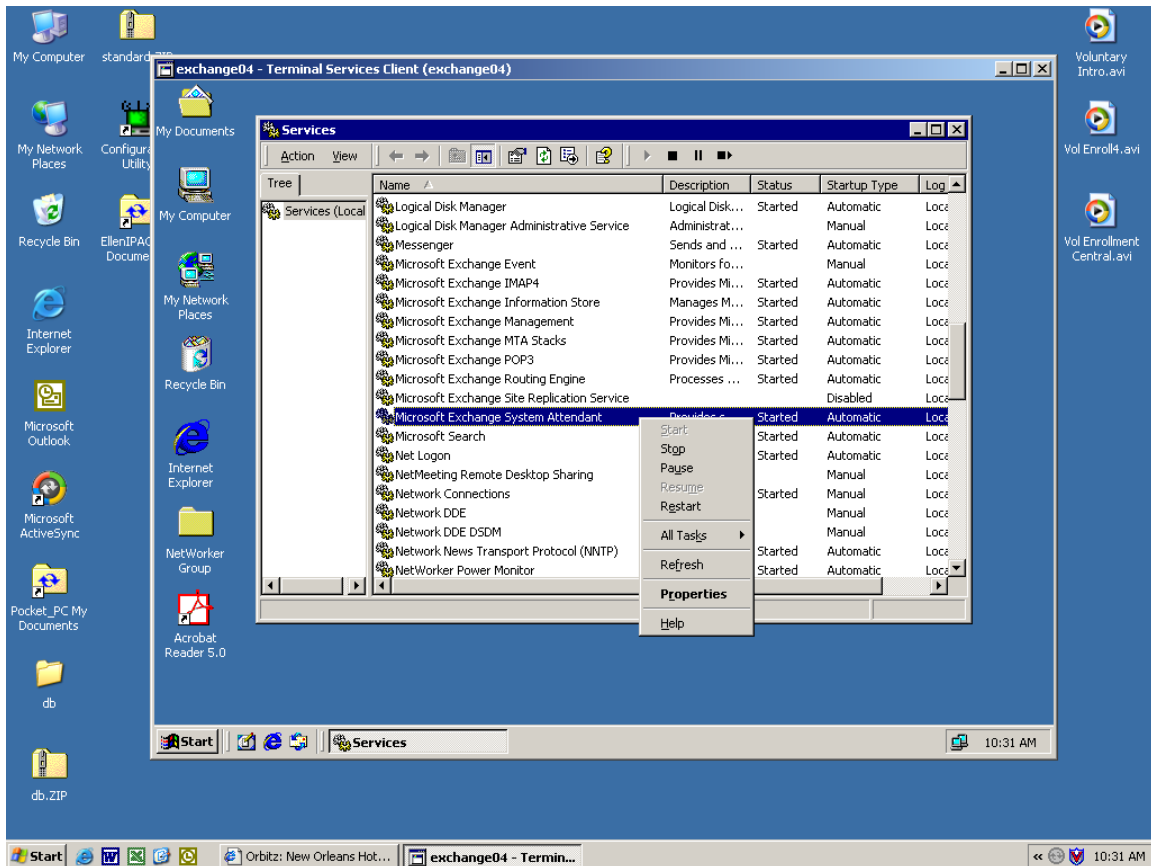 My Computer
standard.ZIP
Voluntary
Intro.avi
exchange04 - Terminal Services Client (exchange04)
My Documents
Services
My Network
Places
Configura
Utility
Vol Enroll4.avi
Action View
Tree
Name Description Status Startup Type Log
My Computer
Services (Local
Logical Disk Manager Logical Disk... Started Automatic Loca
Logical Disk Manager Administrative Service Administrat... Manual Loca
Recycle Bin
EllenIPAC
Docume
Vol Enrollment
Central.avi
Messenger Sends and ... Started Automatic Loca
Microsoft Exchange Event Monitors fo... Manual Loca
Microsoft Exchange IMAP4 Provides Mi... Started Automatic Loca
My Network
Places
Microsoft Exchange Information Store Manages M... Started Automatic Loca
Microsoft Exchange Management Provides Mi... Started Automatic Loca
Internet
Explorer
Microsoft Exchange MTA Stacks Provides Mi... Started Automatic Loca
Microsoft Exchange POP3 Provides Mi... Started Automatic Loca
Recycle Bin
Microsoft Exchange Routing Engine Processes ... Started Automatic Loca
Microsoft Exchange Site Replication Service Disabled Loca
Microsoft Exchange System Attendant Provides s Started Automatic Loca
Microsoft
Outlook
Microsoft Search Started Automatic Loca
Net Logon Started Automatic Loca
Internet
Explorer
NetMeeting Remote Desktop Sharing Manual Loca
Network Connections Started Manual Loca
Network DDE Manual Loca
Microsoft
ActiveSync
Network DDE DSDM Manual Loca
Network News Transport Protocol (NNTP) Started Automatic Loca
NetWorker Power Monitor Started Automatic Loca
Start
Stop
Pause
Resume
Restart
All Tasks
Refresh
Properties
Help
NetWorker
Group
Pocket_PC My
Documents
Acrobat
Reader 5.0
db
Start Services 10:31 AM
db.ZIP
Start Orbitz: New Orleans Hot... exchange04 - Termin... 10:31 AM